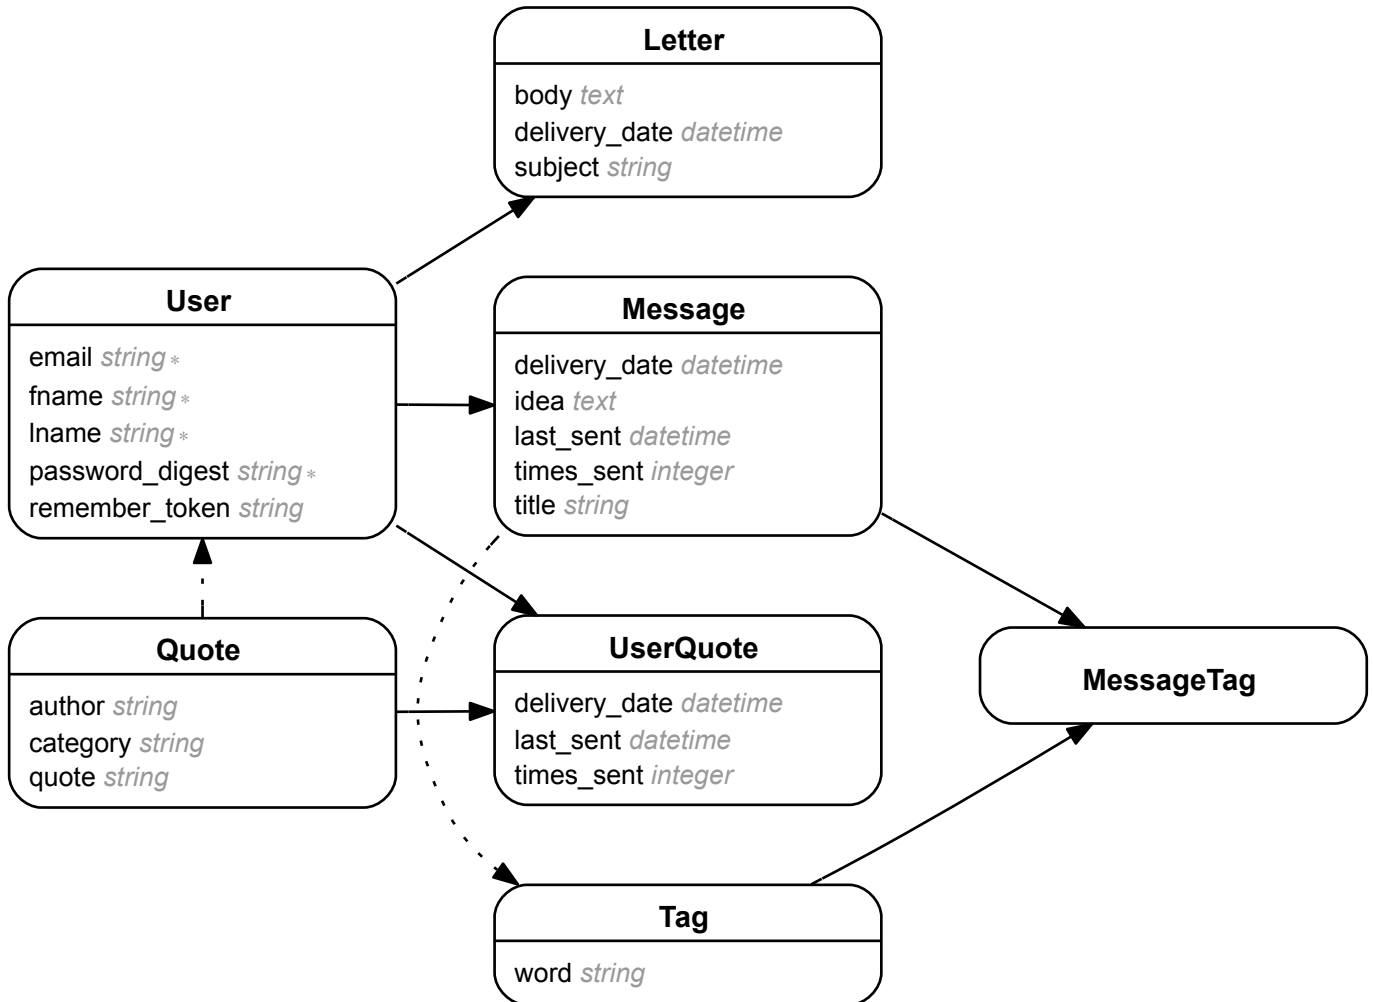 Letter
body text
delivery_date datetime
subject string
User
email string *
fname string *
lname string *
password_digest string *
remember_token string
Message
delivery_date datetime
idea text
last_sent datetime
times_sent integer
title string
Quote
author string
category string
quote string
UserQuote
delivery_date datetime
last_sent datetime
times_sent integer
MessageTag
Tag
word string